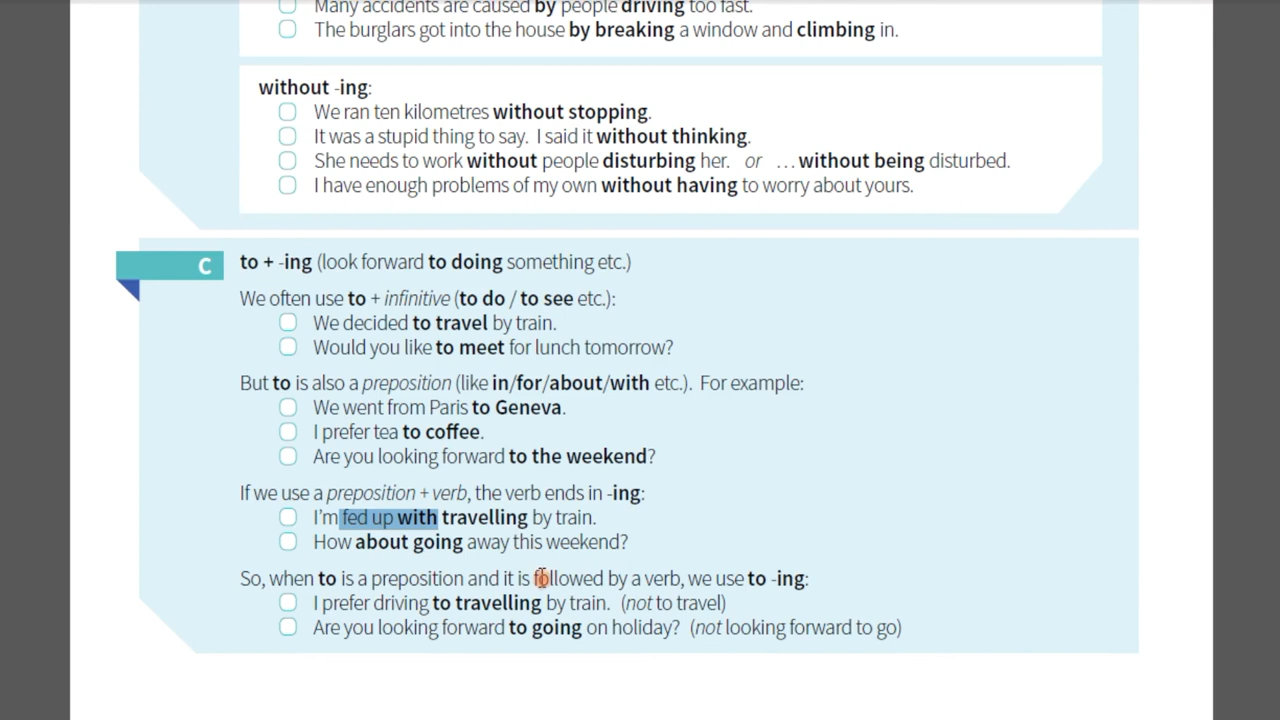 Many accidents are caused by people driving too fast.
The burglars got into the house by breaking a window and climbing in.
without -ing:
We ran ten kilometres without stopping.
It was a stupid thing to say. I said it without thinking.
She needs to work without people disturbing her. or ... without being disturbed.
I have enough problems of my own without having to worry about yours.
C
to + -ing (look forward to doing something etc.)
We often use to + infinitive (to do / to see etc.):
We decided to travel by train.
Would you like to meet for lunch tomorrow?
But to is also a preposition (like in/for/about/with etc.). For example:
We went from Paris to Geneva.
I prefer tea to coffee.
Are you looking forward to the weekend?
If we use a preposition + verb, the verb ends in -ing:
I'm fed up with travelling by train.
How about going away this weekend?
So, when to is a preposition and it is followed by a verb, we use to -ing:
I prefer driving to travelling by train. (not to travel)
Are you looking forward to going on holiday? (not looking forward to go)